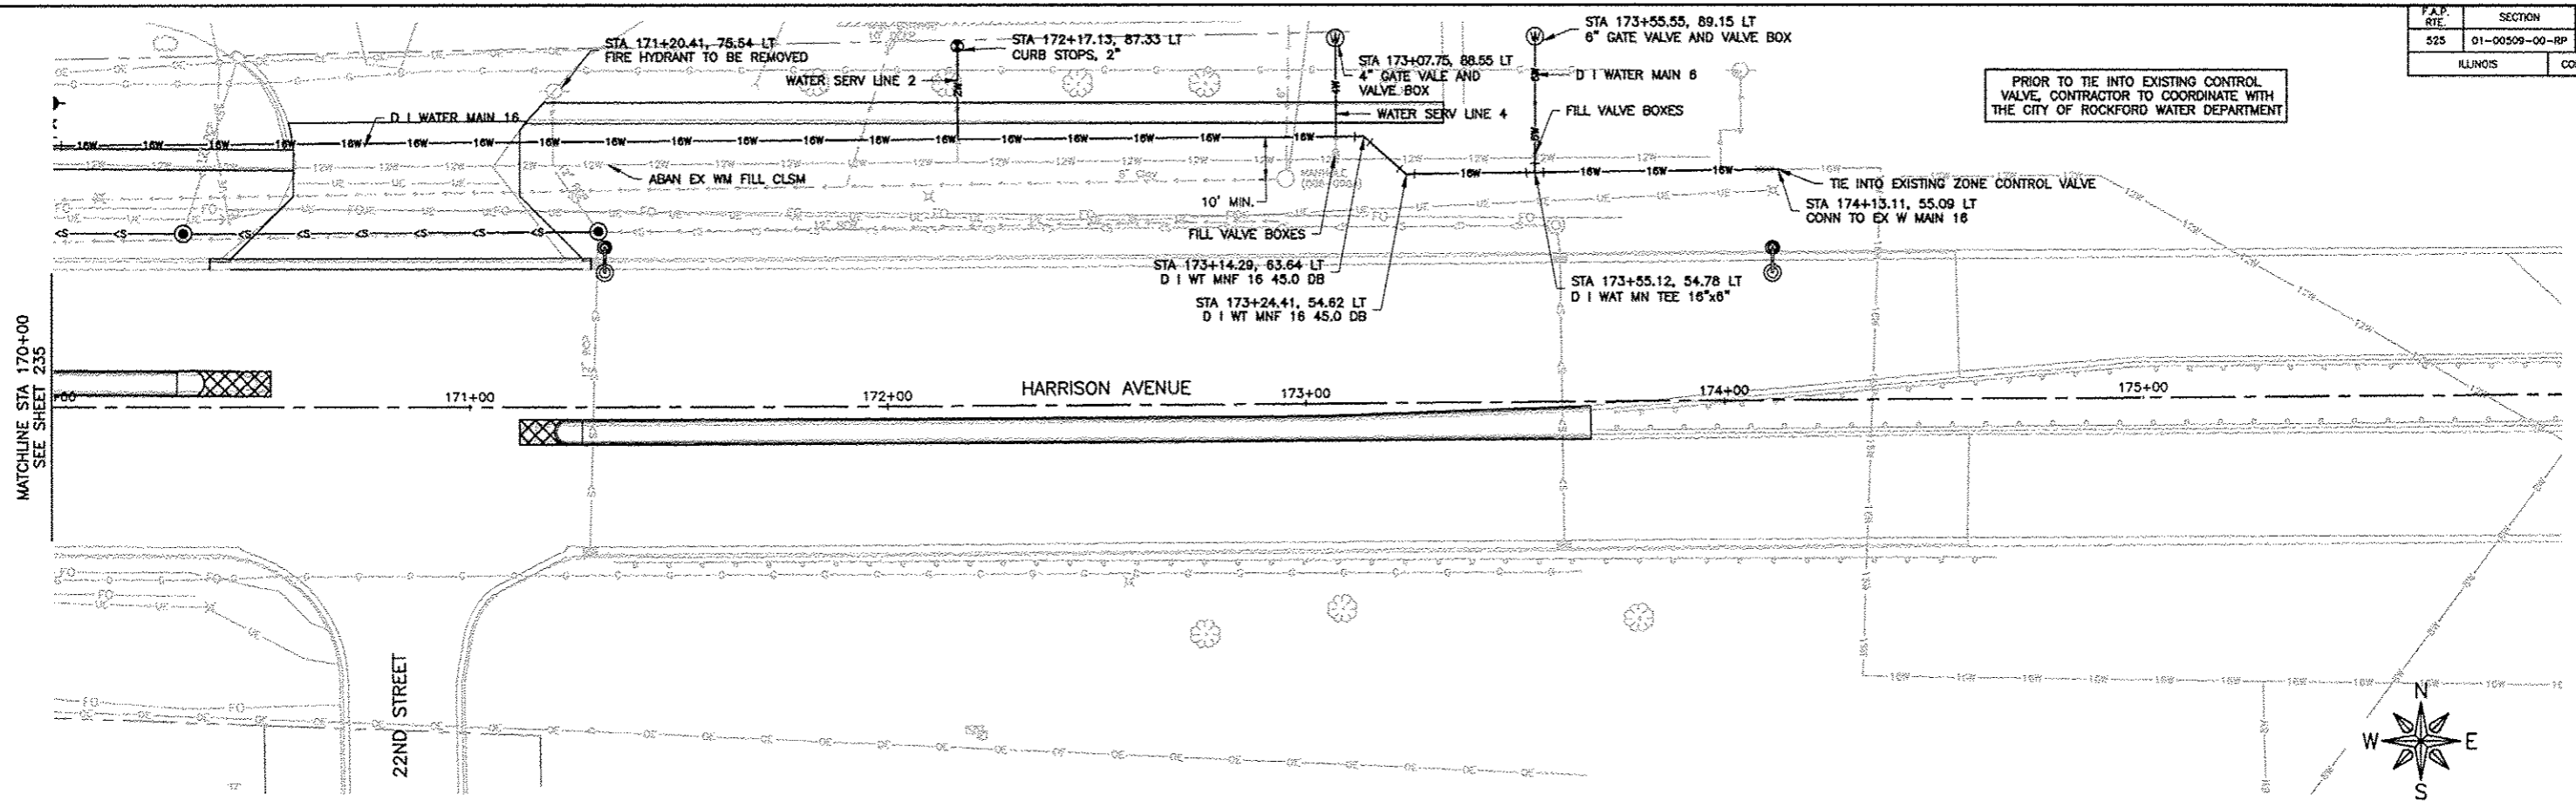 F.A.P. RTE. SECTION
525 01-00509-00-RP
ILLINOIS
PRIOR TO TIE INTO EXISTING CONTROL
VALVE, CONTRACTOR TO COORDINATE WITH
THE CITY OF ROCKFORD WATER DEPARTMENT
STA 171+20.41, 75.54 LT
FIRE HYDRANT TO BE REMOVED
WATER SERV LINE 2
STA 172+17.13, 87.33 LT
CURB STOPS, 2"
STA 173+07.75, 88.55 LT
4" GATE VALE AND
VALVE BOX
WATER SERV LINE 4
STA 173+55.55, 89.15 LT
6" GATE VALVE AND VALVE BOX
D I WATER MAIN 6
FILL VALVE BOXES
D I WATER MAIN 16
ABAN EX WM FILL CLSM
10' MIN.
FILL VALVE BOXES
STA 173+14.29, 63.64 LT
D I WT MNF 16 45.0 DB
STA 173+24.41, 54.62 LT
D I WT MNF 16 45.0 DB
TIE INTO EXISTING ZONE CONTROL VALVE
STA 174+13.11, 55.09 LT
CONN TO EX W MAIN 16
STA 173+55.12, 54.78 LT
D I WAT MN TEE 16"x6"
MATCHLINE STA 170+00
SEE SHEET 235
171+00
172+00
HARRISON AVENUE
173+00
174+00
175+00
22ND STREET
N
W E
S